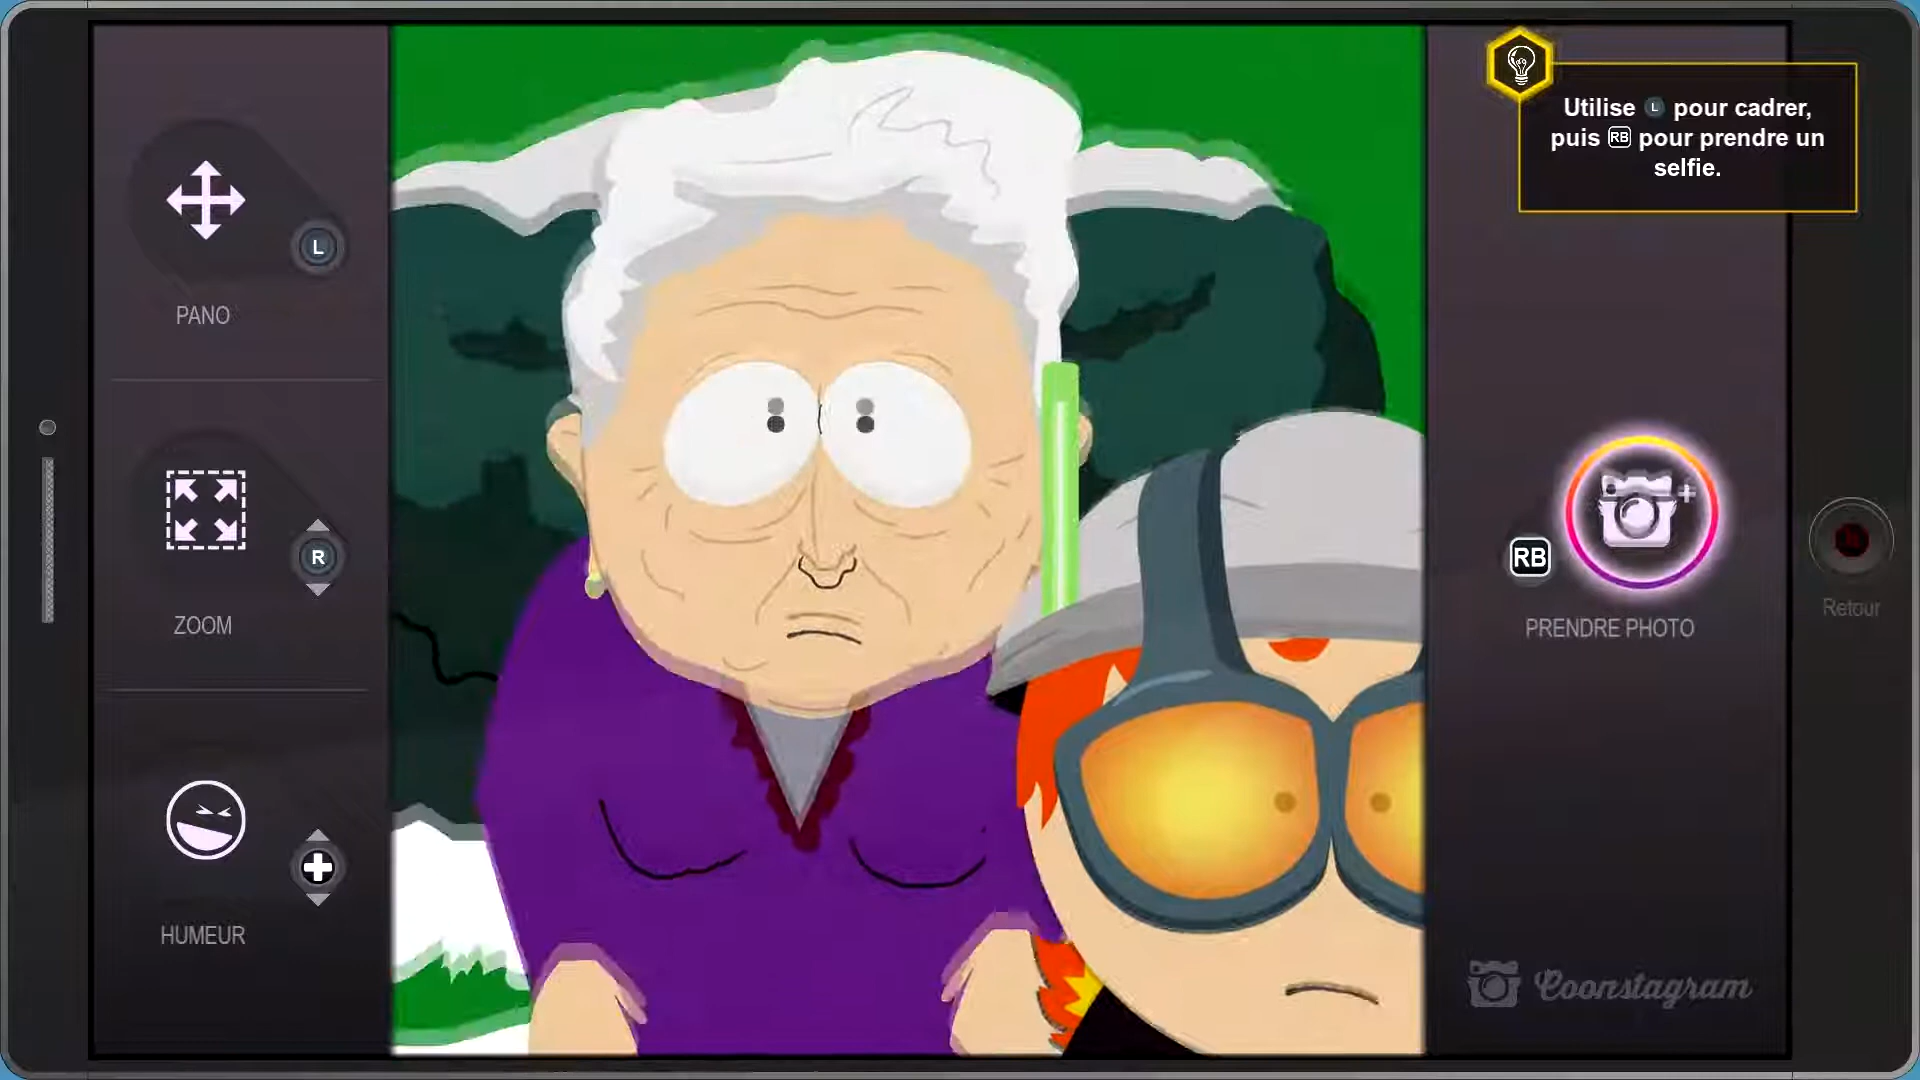 Utilise L pour cadrer,
puis RB pour prendre un
selfie.
L
PANO
R
ZOOM
HUMEUR
RB
PRENDRE PHOTO
Retour
Coonstagram